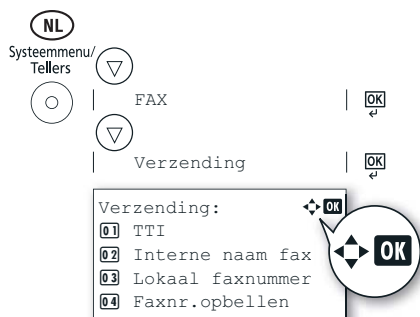 NL
Systeemmenu/
Tellers
FAX OK
Verzending OK
Verzending: OK
01 TTI
02 Interne naam fax
03 Lokaal faxnummer
04 Faxnr.opbellen
OK